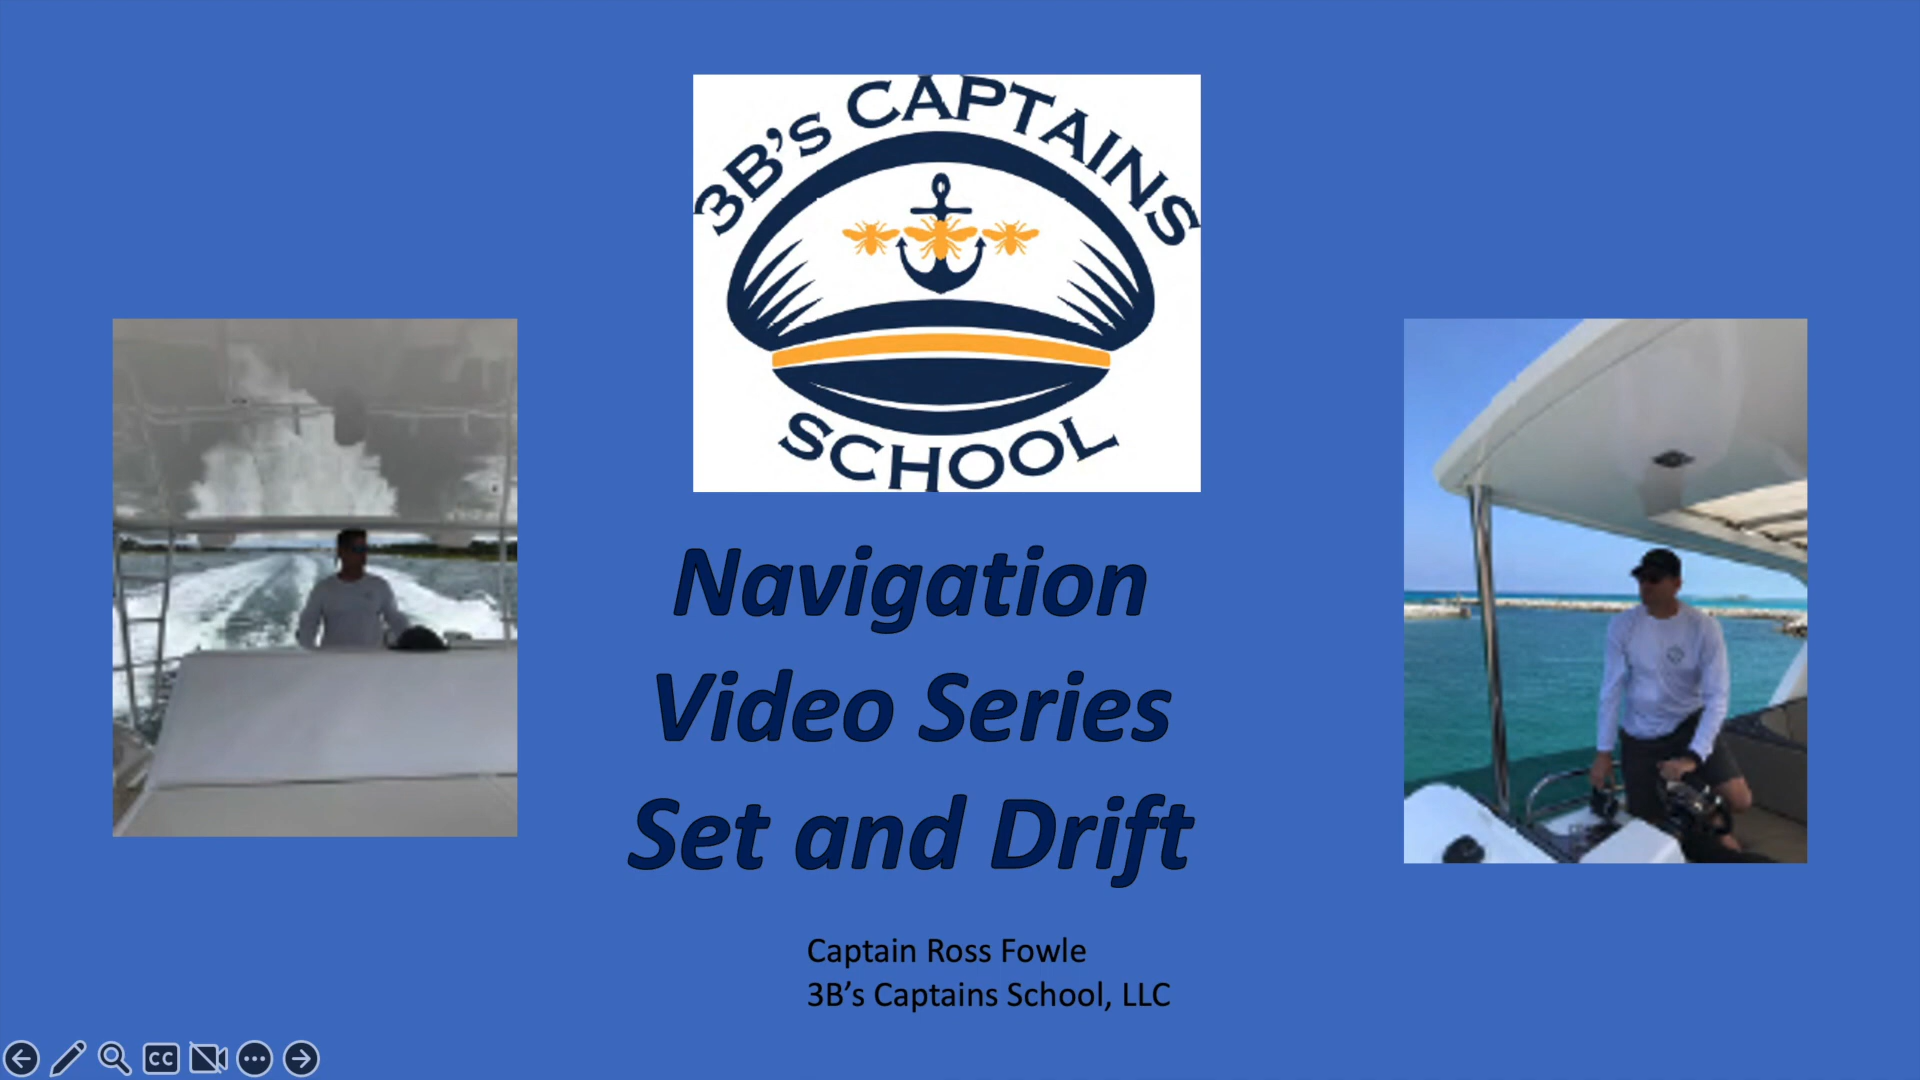 3B’s CAPTAINS
SCHOOL
Navigation
Video Series
Set and Drift
Captain Ross Fowle
3B’s Captains School, LLC
CC